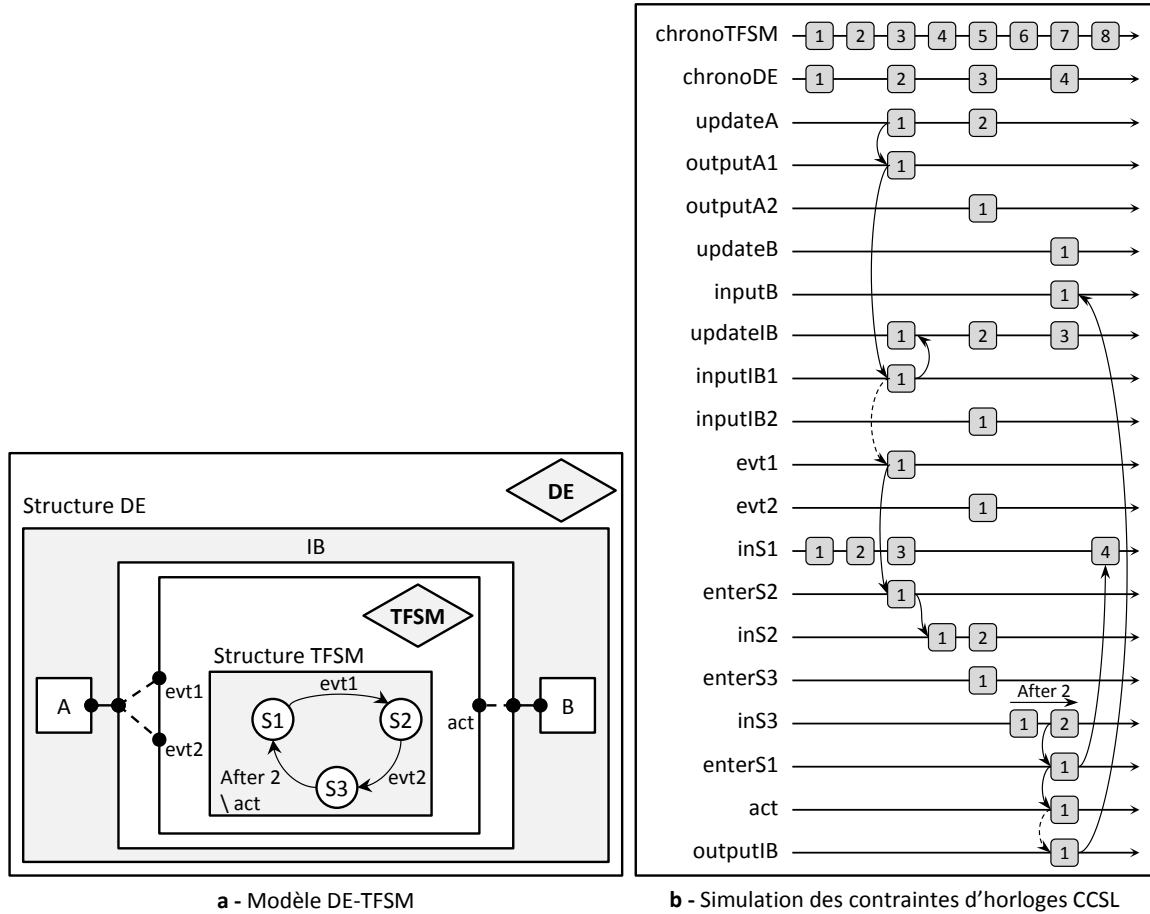 DE
Structure DE
IB
TFSM
Structure TFSM
evt1
evt1
A
S1
S2
act
B
evt2
After 2
\ act
S3
evt2
a - Modèle DE-TFSM
chronoTFSM 1 2 3 4 5 6 7 8
chronoDE 1 2 3 4
updateA 1 2
outputA1 1
outputA2 1
updateB 1
inputB 1
updateIB 1 2 3
inputIB1 1
inputIB2 1
evt1 1
evt2 1
inS1 1 2 3 4
enterS2 1
inS2 1 2
enterS3 1
After 2
inS3 1 2
enterS1 1
act 1
outputIB 1
b - Simulation des contraintes d'horloges CCSL